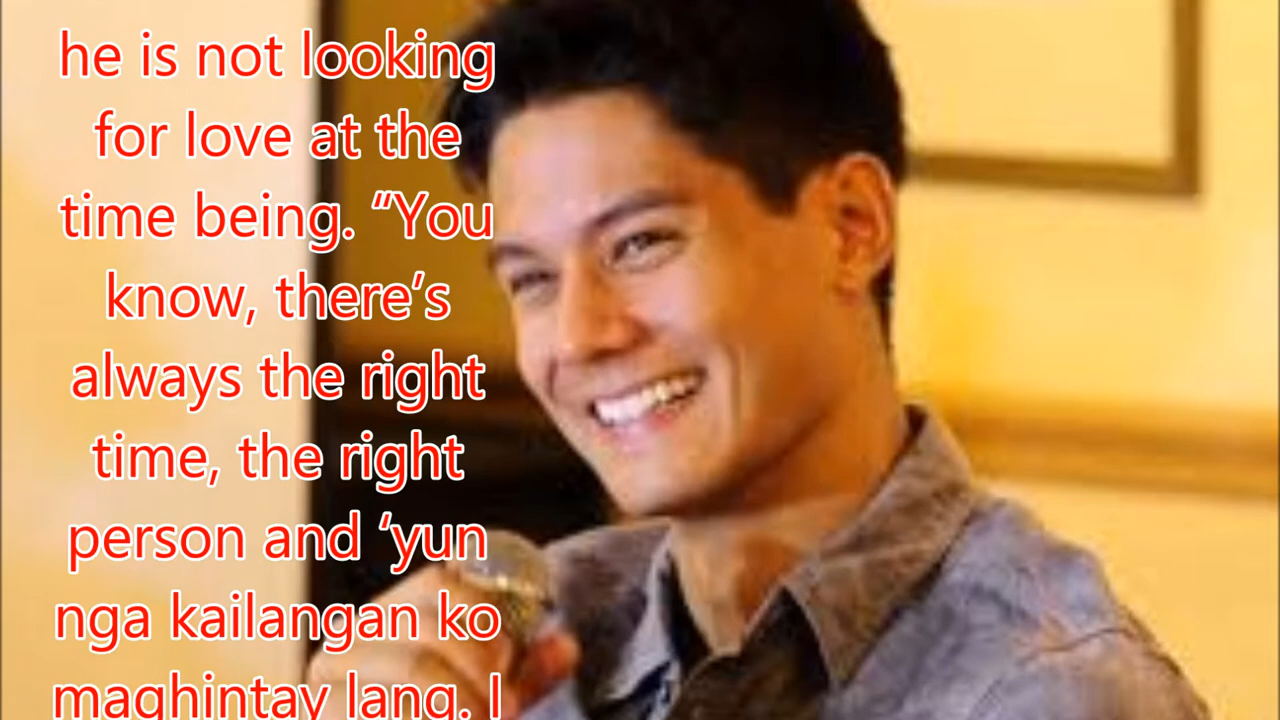 he is not looking
for love at the
time being. “You
know, there’s
always the right
time, the right
person and ‘yun
nga kailangan ko
maghintay lang. I